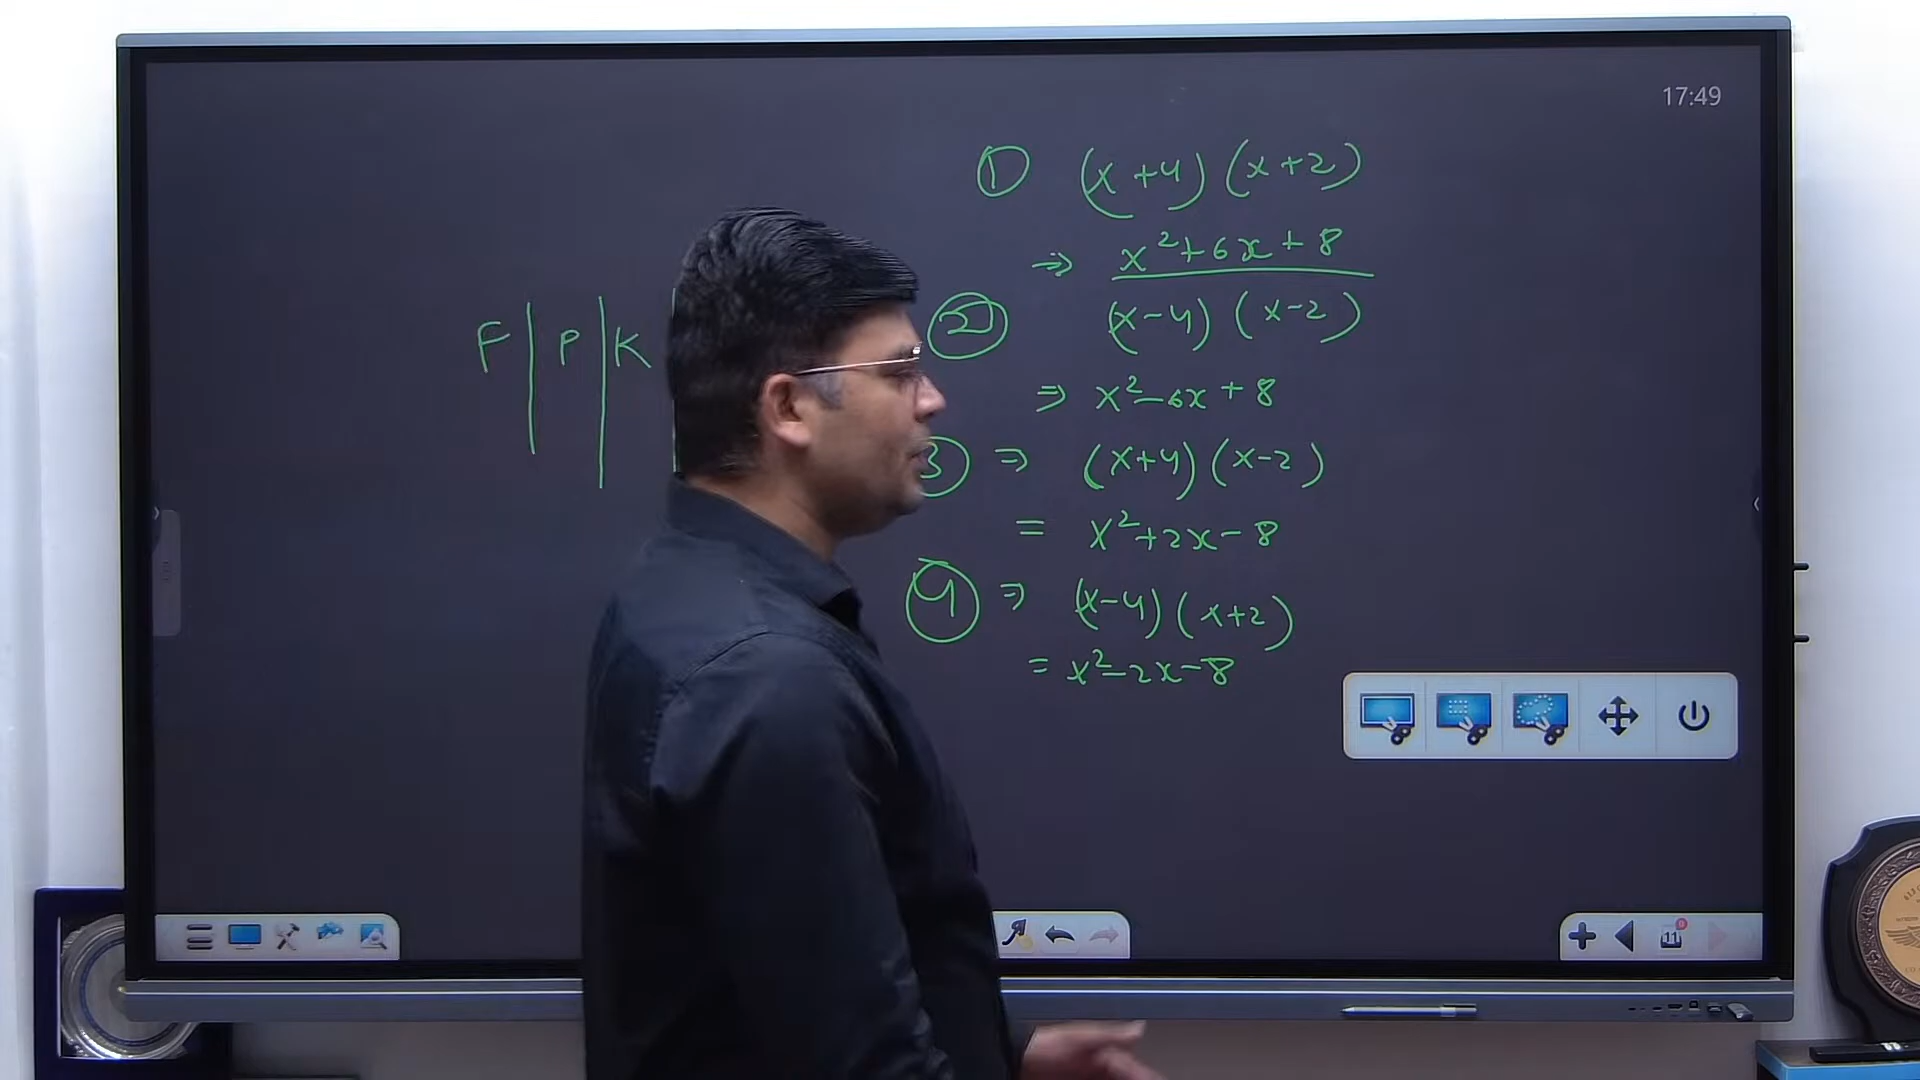 17:49
① (x+4)(x+2)
⇒ x²+6x+8
② (x-4)(x-2)
F | P | K
⇒ x²-6x+8
③ ⇒ (x+4)(x-2)
= x²+2x-8
④ ⇒ (x-4)(x+2)
= x²-2x-8
11